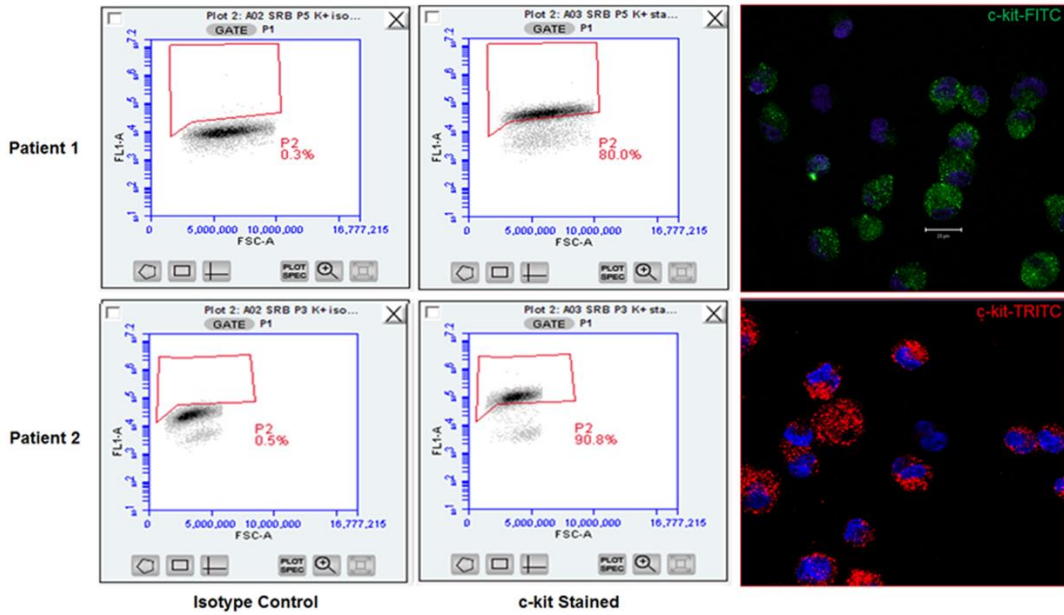 Plot 2: A02 SRB P5 K+ iso...
GATE P1
Plot 2: A03 SRB P5 K+ sta...
GATE P1
c-kit-FITC
Patient 1
FL1-A
P2
0.3%
0 5,000,000 10,000,000 16,777,215
FSC-A
PLOT SPEC
FL1-A
P2
80.0%
0 5,000,000 10,000,000 16,777,215
FSC-A
PLOT SPEC
Plot 2: A02 SRB P3 K+ iso...
GATE P1
Plot 2: A03 SRB P3 K+ sta...
GATE P1
c-kit-TRITC
Patient 2
FL1-A
P2
0.5%
0 5,000,000 10,000,000 16,777,215
FSC-A
PLOT SPEC
FL1-A
P2
90.8%
0 5,000,000 10,000,000 16,777,215
FSC-A
PLOT SPEC
Isotype Control
c-kit Stained